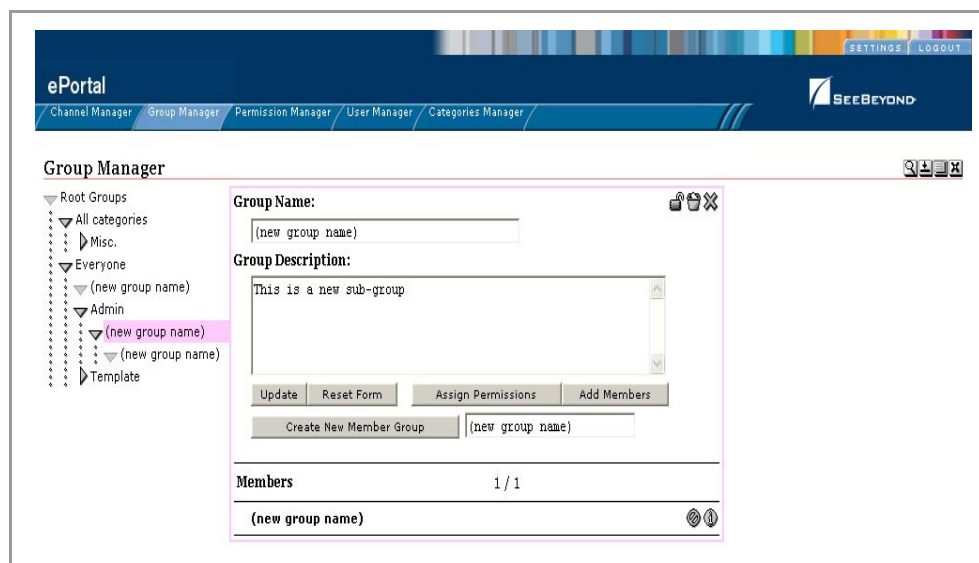 SETTINGS LOGOUT
ePortal
SEEBEYOND
Channel Manager Group Manager Permission Manager User Manager Categories Manager
Group Manager
Root Groups
All categories
Misc.
Everyone
(new group name)
Admin
(new group name)
(new group name)
Template
Group Name:
(new group name)
Group Description:
This is a new sub-group
Update Reset Form Assign Permissions Add Members
Create New Member Group (new group name)
Members 1 / 1
(new group name)